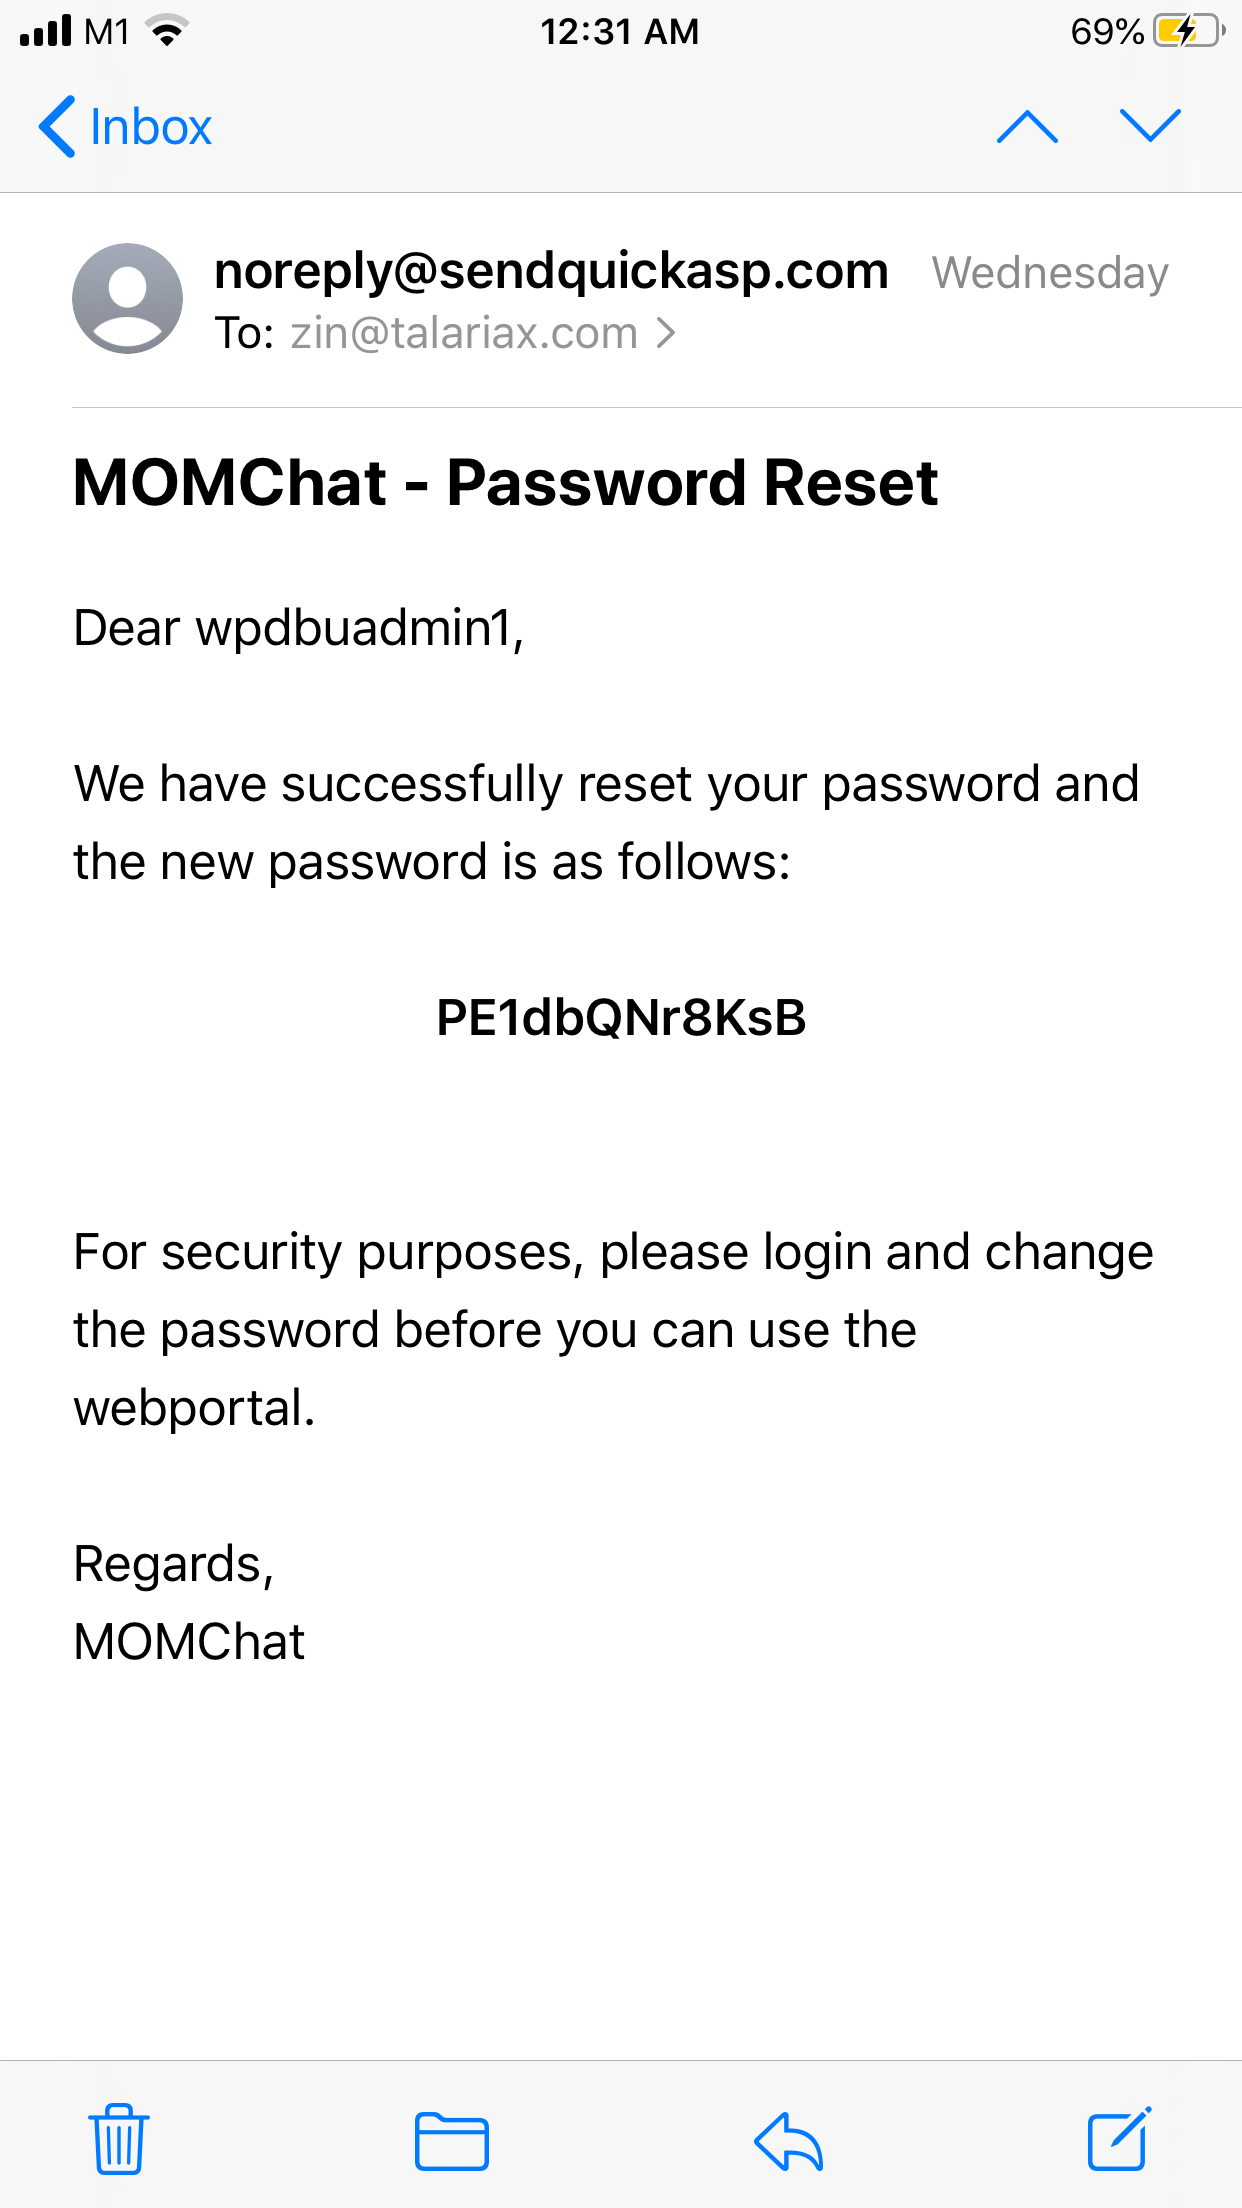 M1 12:31 AM 69%
Inbox
noreply@sendquickasp.com Wednesday
To: zin@talariax.com
MOMChat - Password Reset
Dear wpdbuadmin1,
We have successfully reset your password and
the new password is as follows:
PE1dbQNr8KsB
For security purposes, please login and change
the password before you can use the
webportal.
Regards,
MOMChat